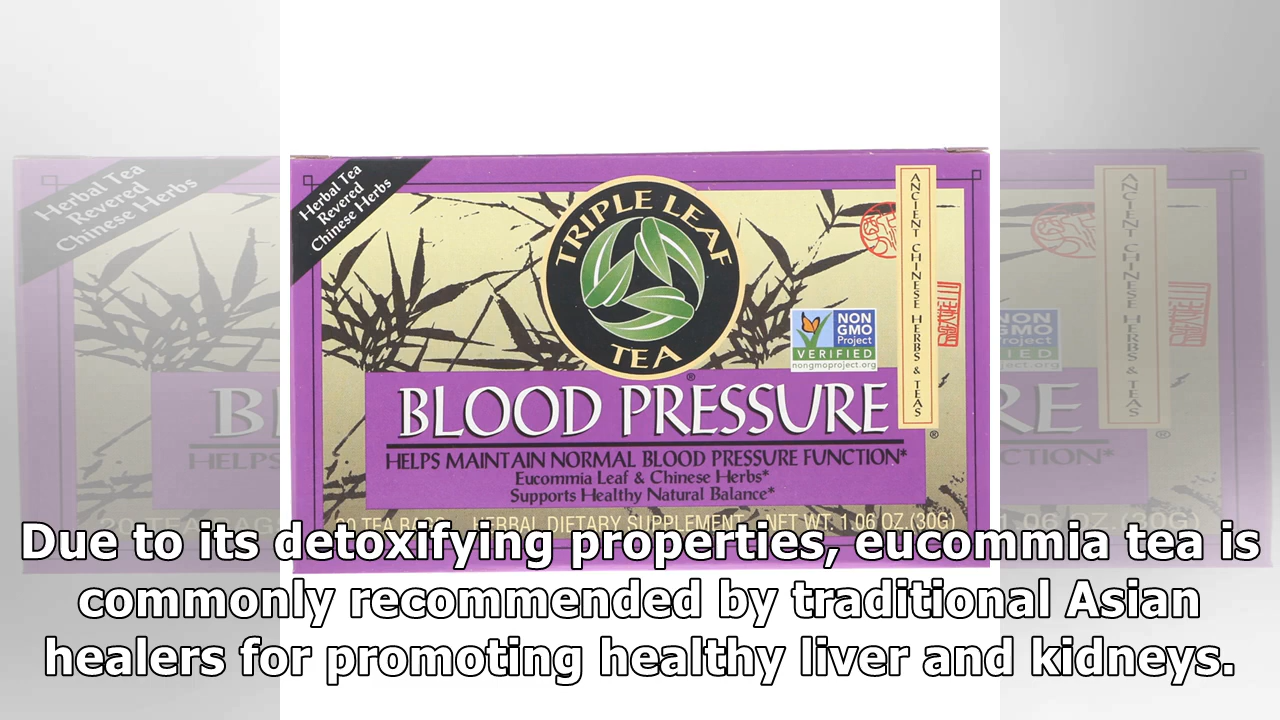 Herbal Tea
Revered
Chinese Herbs
TRIPLE LEAF
TEA
ANCIENT CHINESE HERBS & TEAS
NON
GMO
Project
VERIFIED
nongmoproject.org
BLOOD PRESSURE
HELPS MAINTAIN NORMAL BLOOD PRESSURE FUNCTION*
Eucommia Leaf & Chinese Herbs*
Supports Healthy Natural Balance*
20 TEA BAGS HERBAL DIETARY SUPPLEMENT NET WT. 1.06 OZ.(30G)
Due to its detoxifying properties, eucommia tea is
commonly recommended by traditional Asian
healers for promoting healthy liver and kidneys.